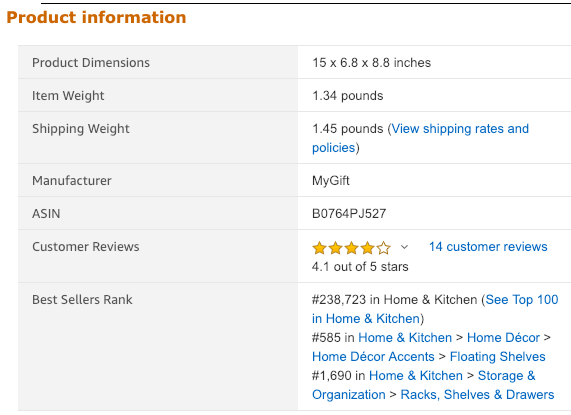 Product information
Product Dimensions
15 x 6.8 x 8.8 inches
Item Weight
1.34 pounds
Shipping Weight
1.45 pounds (View shipping rates and
policies)
Manufacturer
MyGift
ASIN
B0764PJ527
Customer Reviews
14 customer reviews
4.1 out of 5 stars
Best Sellers Rank
#238,723 in Home & Kitchen (See Top 100
in Home & Kitchen)
#585 in Home & Kitchen > Home Décor >
Home Décor Accents > Floating Shelves
#1,690 in Home & Kitchen > Storage &
Organization > Racks, Shelves & Drawers